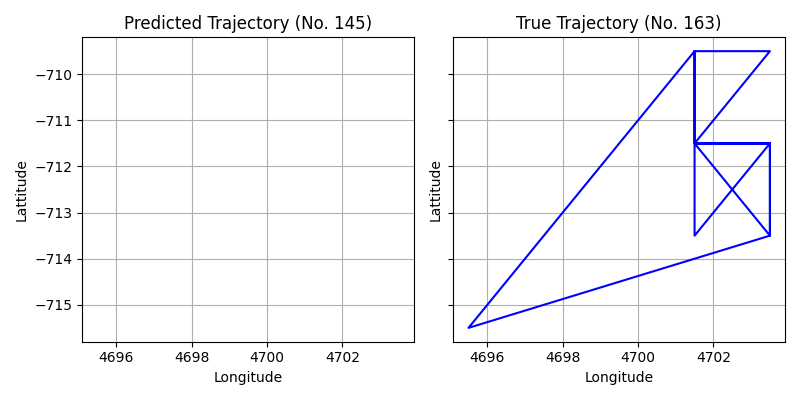 Predicted Trajectory (No. 145)
True Trajectory (No. 163)
Lattitude
−710
−711
−712
−713
−714
−715
4696
4698
4700
4702
Longitude
Lattitude
4696
4698
4700
4702
Longitude